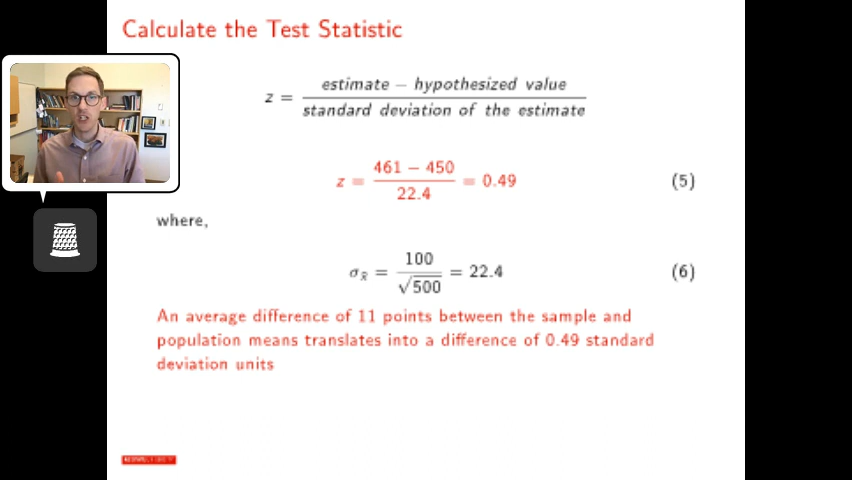 Calculate the Test Statistic
z = estimate − hypothesized value / standard deviation of the estimate
z = 461 − 450 / 22.4 = 0.49 (5)
where,
σx̄ = 100 / √500 = 22.4 (6)
An average difference of 11 points between the sample and
population means translates into a difference of 0.49 standard
deviation units